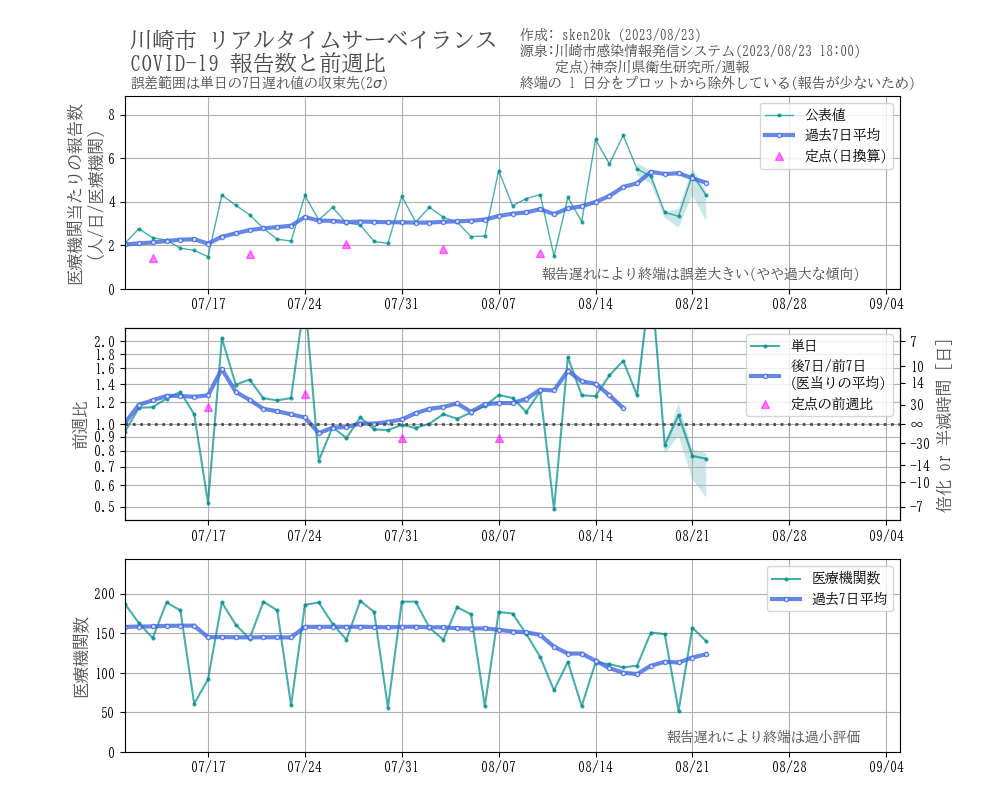 川崎市 リアルタイムサーベイランス
COVID-19 報告数と前週比
誤差範囲は単日の7日遅れ値の収束先(2σ)
作成: sken20k (2023/08/23)
源泉:川崎市感染情報発信システム(2023/08/23 18:00)
定点)神奈川県衛生研究所/週報
終端の 1 日分をプロットから除外している(報告が少ないため)
医療機関当たりの報告数
(人/日/医療機関)
8
6
4
2
0
公表値
過去7日平均
定点(日換算)
報告遅れにより終端は誤差大きい(やや過大な傾向)
07/17 07/24 07/31 08/07 08/14 08/21 08/28 09/04
前週比
2.0
1.8
1.6
1.4
1.2
1.0
0.9
0.8
0.7
0.6
0.5
単日
後7日/前7日
(医当りの平均)
定点の前週比
7
10
14
30
∞
-30
-14
-10
-7
倍化 or 半減時間 [日]
07/17 07/24 07/31 08/07 08/14 08/21 08/28 09/04
医療機関数
200
150
100
50
0
医療機関数
過去7日平均
報告遅れにより終端は過小評価
07/17 07/24 07/31 08/07 08/14 08/21 08/28 09/04